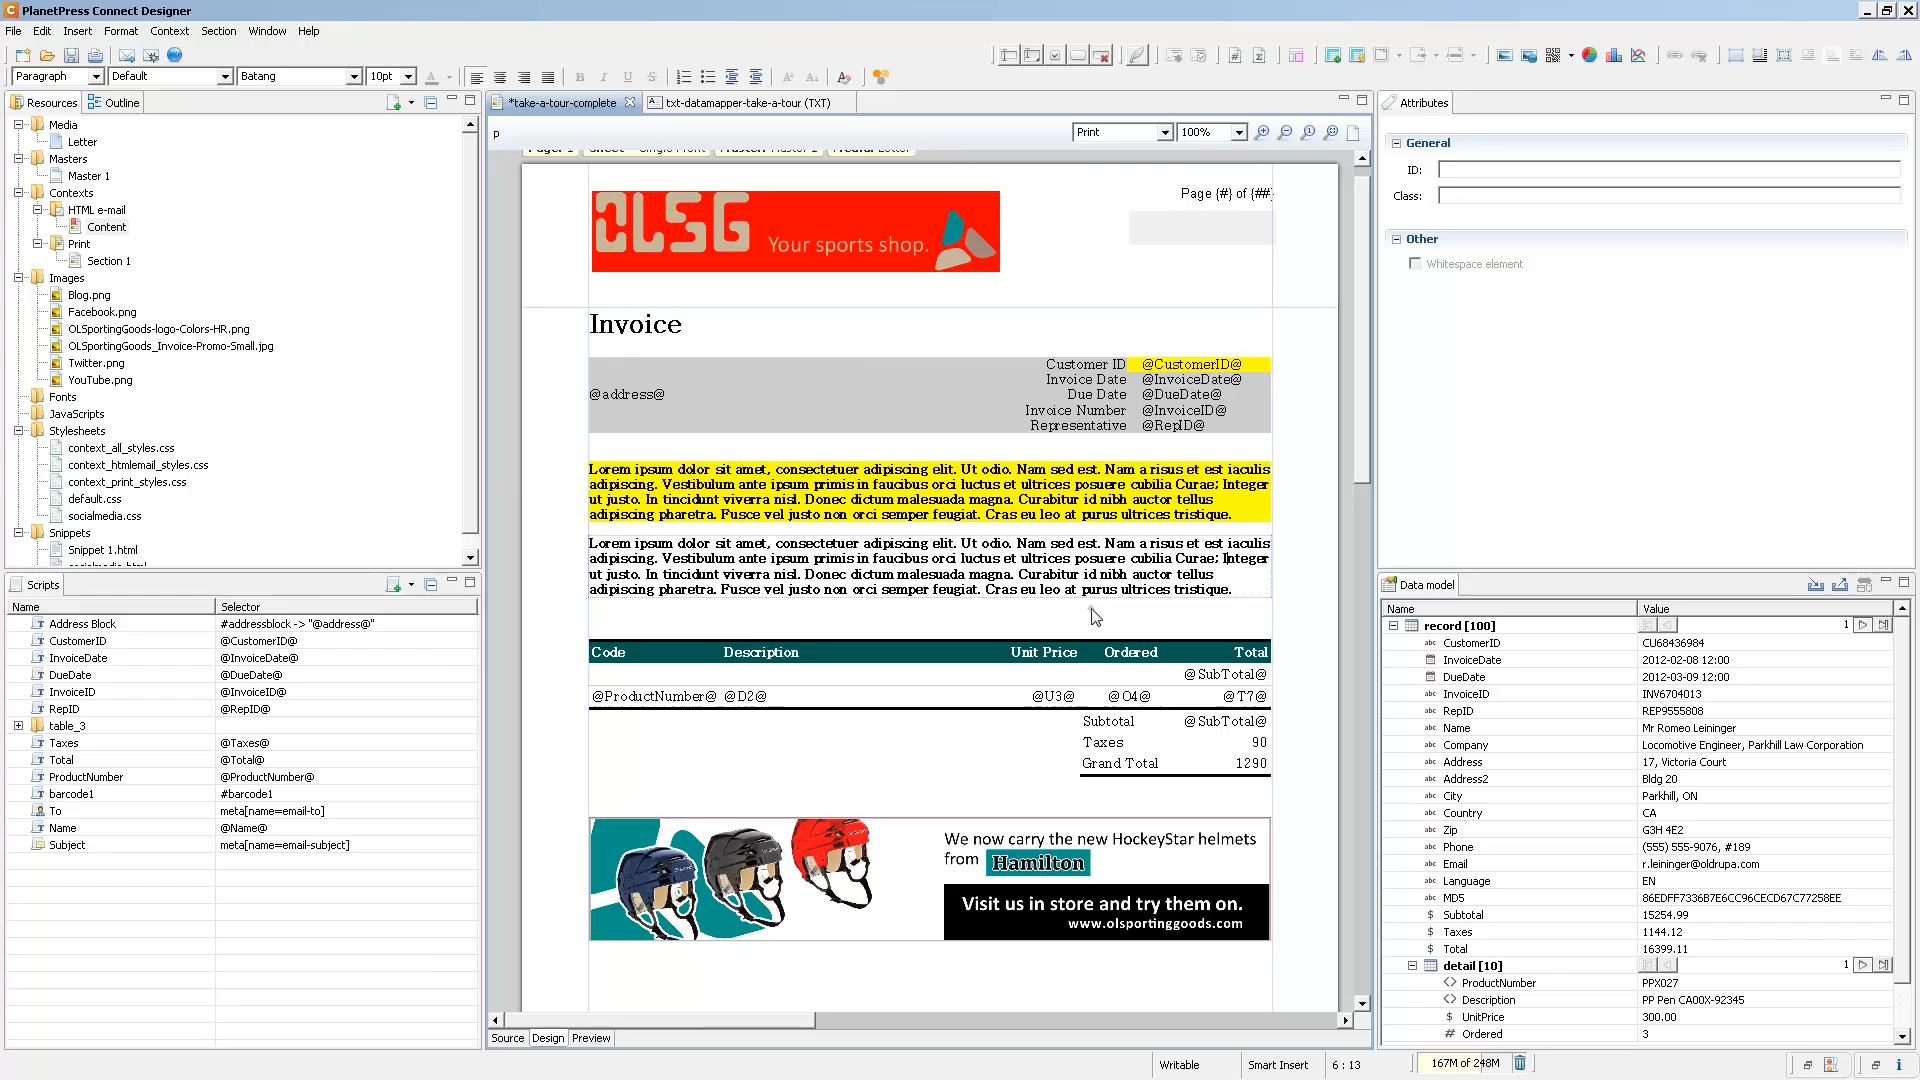 PlanetPress Connect Designer
File Edit Insert Format Context Section Window Help
Paragraph Default Batang 10pt
Resources Outline
Media
Letter
Masters
Master 1
Contexts
HTML e-mail
Content
Print
Section 1
Images
Blog.png
Facebook.png
OLSportingGoods-logo-Colors-HR.png
OLSportingGoods_Invoice-Promo-Small.jpg
Twitter.png
YouTube.png
Fonts
JavaScripts
Stylesheets
context_all_styles.css
context_htmlemail_styles.css
context_print_styles.css
default.css
socialmedia.css
Snippets
Snippet 1.html
Scripts
Name Selector
Address Block #addressblock -> "@address@"
CustomerID @CustomerID@
InvoiceDate @InvoiceDate@
DueDate @DueDate@
InvoiceID @InvoiceID@
RepID @RepID@
table_3
Taxes @Taxes@
Total @Total@
ProductNumber @ProductNumber@
barcode1 #barcode1
To meta[name=email-to]
Name @Name@
Subject meta[name=email-subject]
*take-a-tour-complete txt-datamapper-take-a-tour (TXT)
p Print 100%
Page {#} of {##}
OLSG Your sports shop.
Invoice
Customer ID @CustomerID@
Invoice Date @InvoiceDate@
@address@ Due Date @DueDate@
Invoice Number @InvoiceID@
Representative @RepID@
Lorem ipsum dolor sit amet, consectetuer adipiscing elit. Ut odio. Nam sed est. Nam a risus et est iaculis
adipiscing. Vestibulum ante ipsum primis in faucibus orci luctus et ultrices posuere cubilia Curae; Integer
ut justo. In tincidunt viverra nisl. Donec dictum malesuada magna. Curabitur id nibh auctor tellus
adipiscing pharetra. Fusce vel justo non orci semper feugiat. Cras eu leo at purus ultrices tristique.
Lorem ipsum dolor sit amet, consectetuer adipiscing elit. Ut odio. Nam sed est. Nam a risus et est iaculis
adipiscing. Vestibulum ante ipsum primis in faucibus orci luctus et ultrices posuere cubilia Curae; Integer
ut justo. In tincidunt viverra nisl. Donec dictum malesuada magna. Curabitur id nibh auctor tellus
adipiscing pharetra. Fusce vel justo non orci semper feugiat. Cras eu leo at purus ultrices tristique.
Code Description Unit Price Ordered Total
@SubTotal@
@ProductNumber@ @D2@ @U3@ @O4@ @T7@
Subtotal @SubTotal@
Taxes 90
Grand Total 1290
We now carry the new HockeyStar helmets
from Hamilton
Visit us in store and try them on.
www.olsportinggoods.com
Source Design Preview
Attributes
General
ID:
Class:
Other
Whitespace element
Data model
Name Value
record [100] 1
CustomerID CU68436984
InvoiceDate 2012-02-08 12:00
DueDate 2012-03-09 12:00
InvoiceID INV6704013
RepID REP9555808
Name Mr Romeo Leininger
Company Locomotive Engineer, Parkhill Law Corporation
Address 17, Victoria Court
Address2 Bldg 20
City Parkhill, ON
Country CA
Zip G3H 4E2
Phone (555) 555-9076, #189
Email r.leininger@oldrupa.com
Language EN
MD5 86EDFF7336B7E6CC96CECD67C77258EE
Subtotal 15254.99
Taxes 1144.12
Total 16399.11
detail [10] 1
ProductNumber PPX027
Description PP Pen CA00X-92345
UnitPrice 300.00
Ordered 3
Writable Smart Insert 6 : 13 167M of 248M